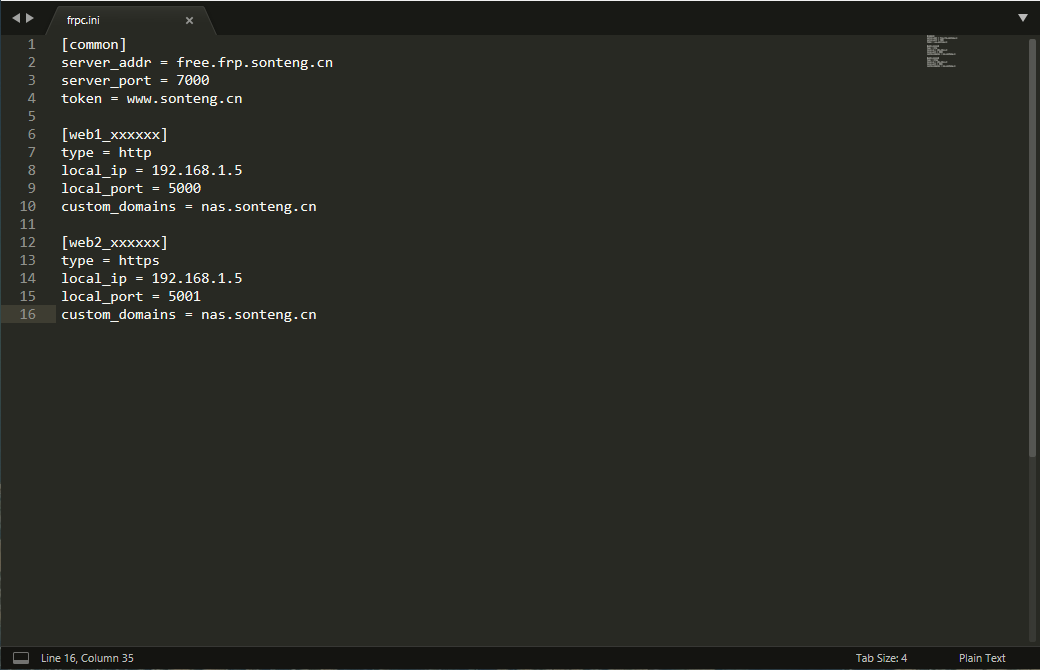 frpc.ini
1 [common]
2 server_addr = free.frp.sonteng.cn
3 server_port = 7000
4 token = www.sonteng.cn
5
6 [web1_xxxxxx]
7 type = http
8 local_ip = 192.168.1.5
9 local_port = 5000
10 custom_domains = nas.sonteng.cn
11
12 [web2_xxxxxx]
13 type = https
14 local_ip = 192.168.1.5
15 local_port = 5001
16 custom_domains = nas.sonteng.cn
Line 16, Column 35 Tab Size: 4 Plain Text